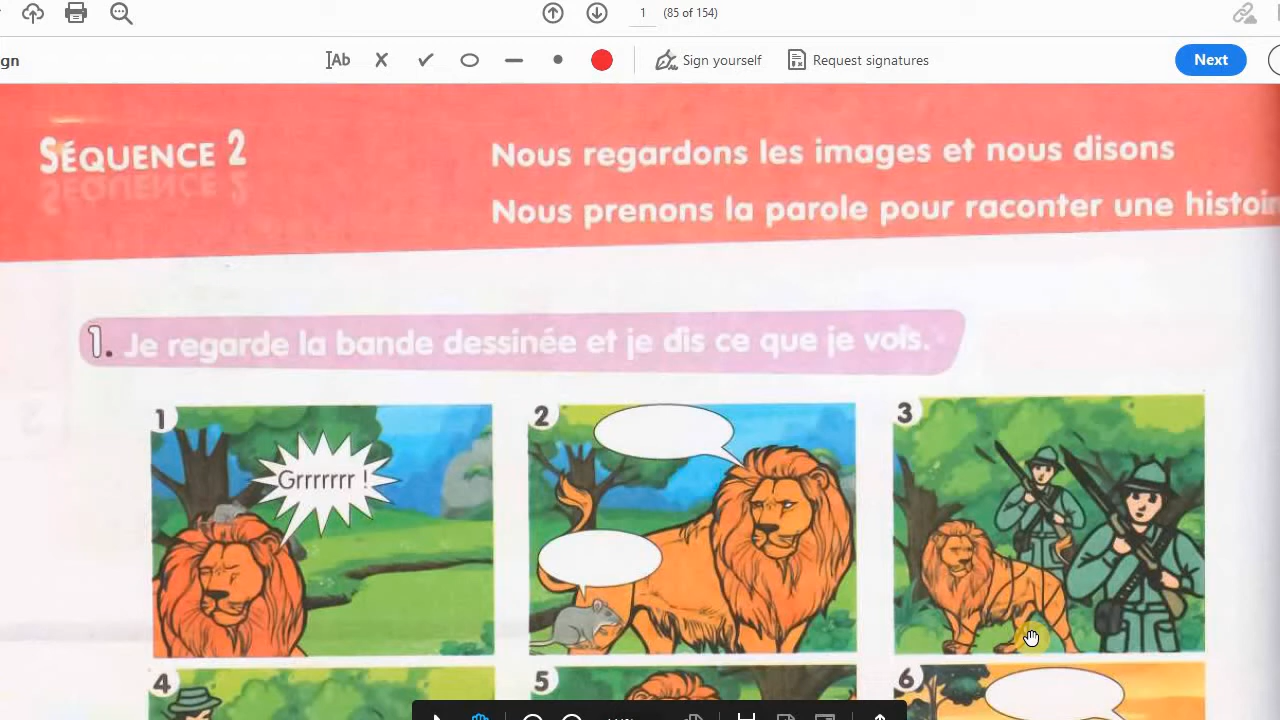 1 (85 of 154)
gn
Ab
Sign yourself
Request signatures
Next
SÉQUENCE 2
Nous regardons les images et nous disons
Nous prenons la parole pour raconter une
1. Je regarde la bande dessinée et je dis ce que je vois.
1
Grrrrrrr !
2
3
4
5
6